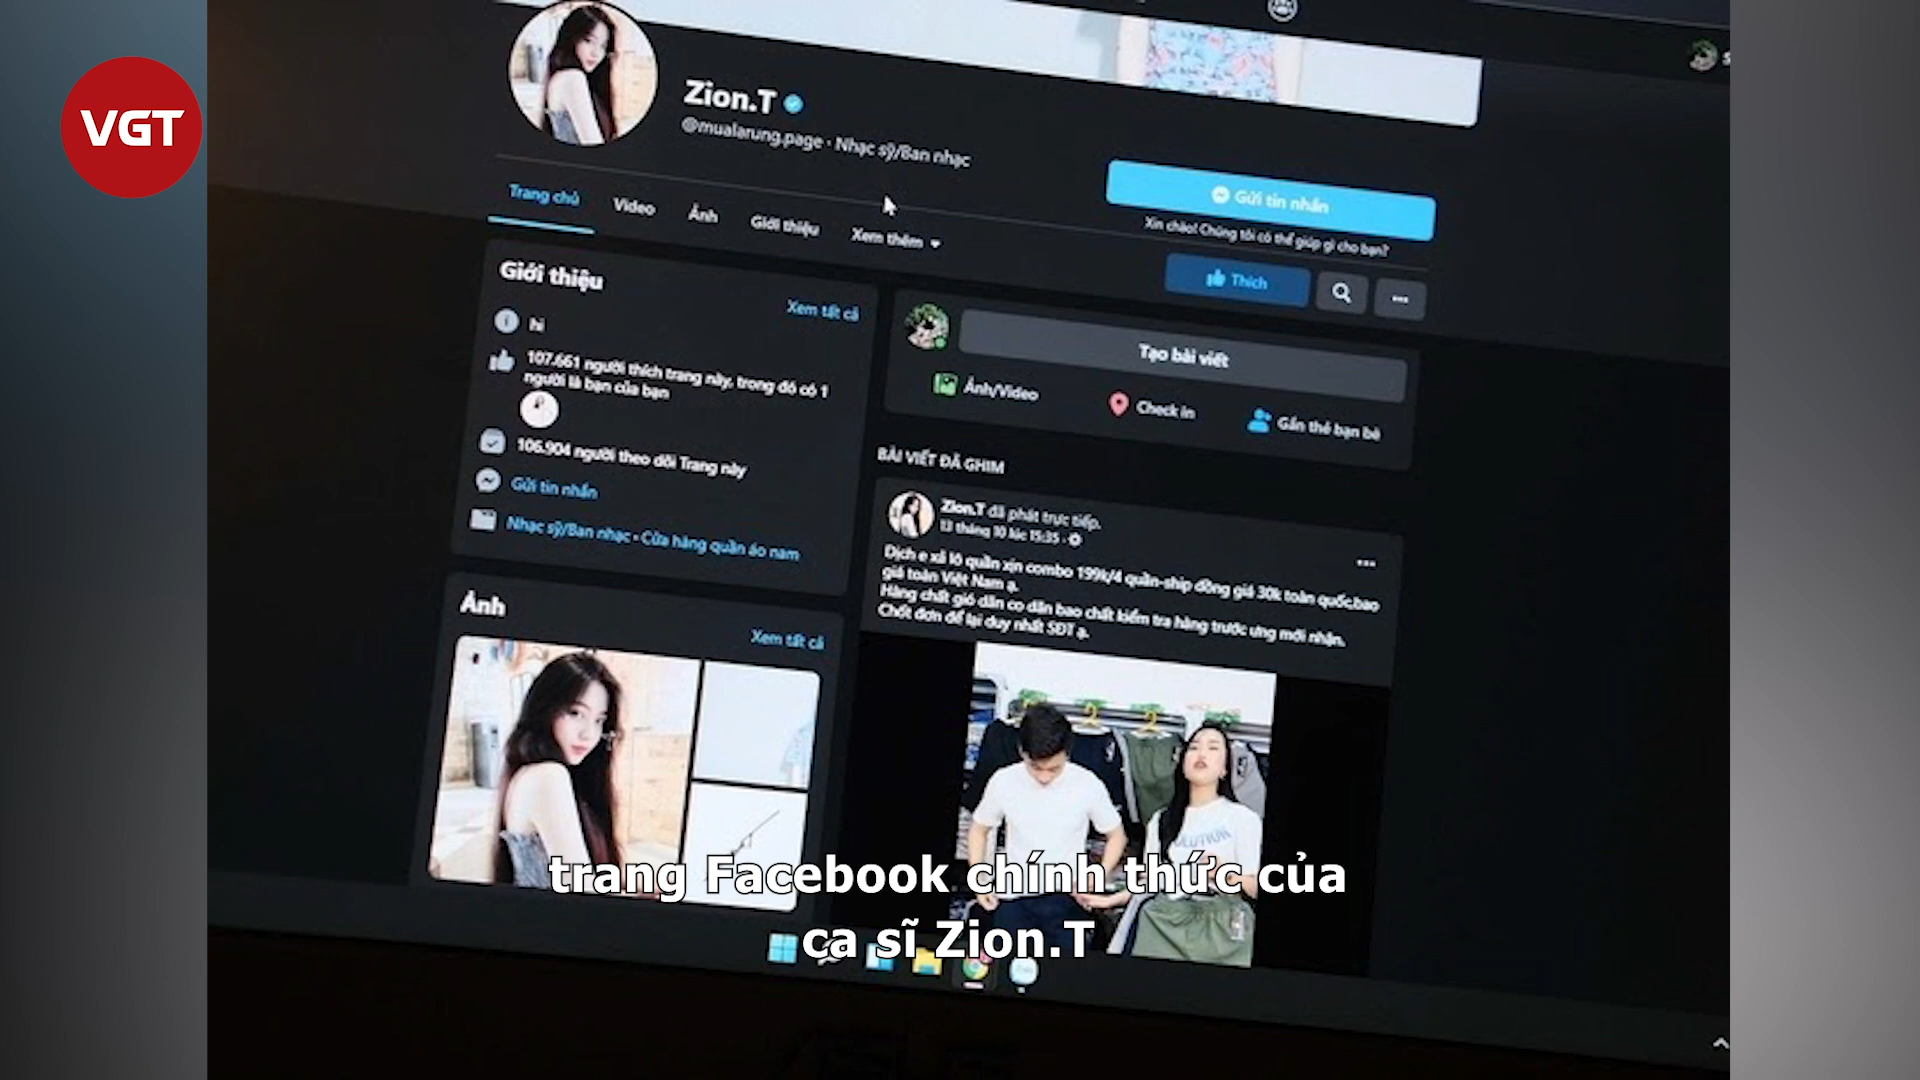 VGT
Zion.T
@mualarung.page · Nhạc sỹ/Ban nhạc
Gửi tin nhắn
Xin chào! Chúng tôi có thể giúp gì cho bạn?
Trang chủ
Video
Ảnh
Giới thiệu
Xem thêm
Thích
Giới thiệu
Xem tất cả
hi
107.661 người thích trang này, trong đó có 1
người là bạn của bạn
106.904 người theo dõi Trang này
Gửi tin nhắn
Nhạc sỹ/Ban nhạc · Cửa hàng quần áo nam
Ảnh
Xem tất cả
Tạo bài viết
Ảnh/Video
Check in
Gắn thẻ bạn bè
BÀI VIẾT ĐÃ GHIM
Zion.T đã phát trực tiếp.
13 tháng 10 lúc 15:35 ·
Dịch e xả lô quần xịn combo 199k/4 quần-ship đồng giá 30k toàn quốc,bao
giá toàn Việt Nam ạ.
Hàng chất gió dãn co dãn bao chất kiểm tra hàng trước ưng mới nhận.
Chốt đơn để lại duy nhất SĐT ạ.
trang Facebook chính thức của
ca sĩ Zion.T